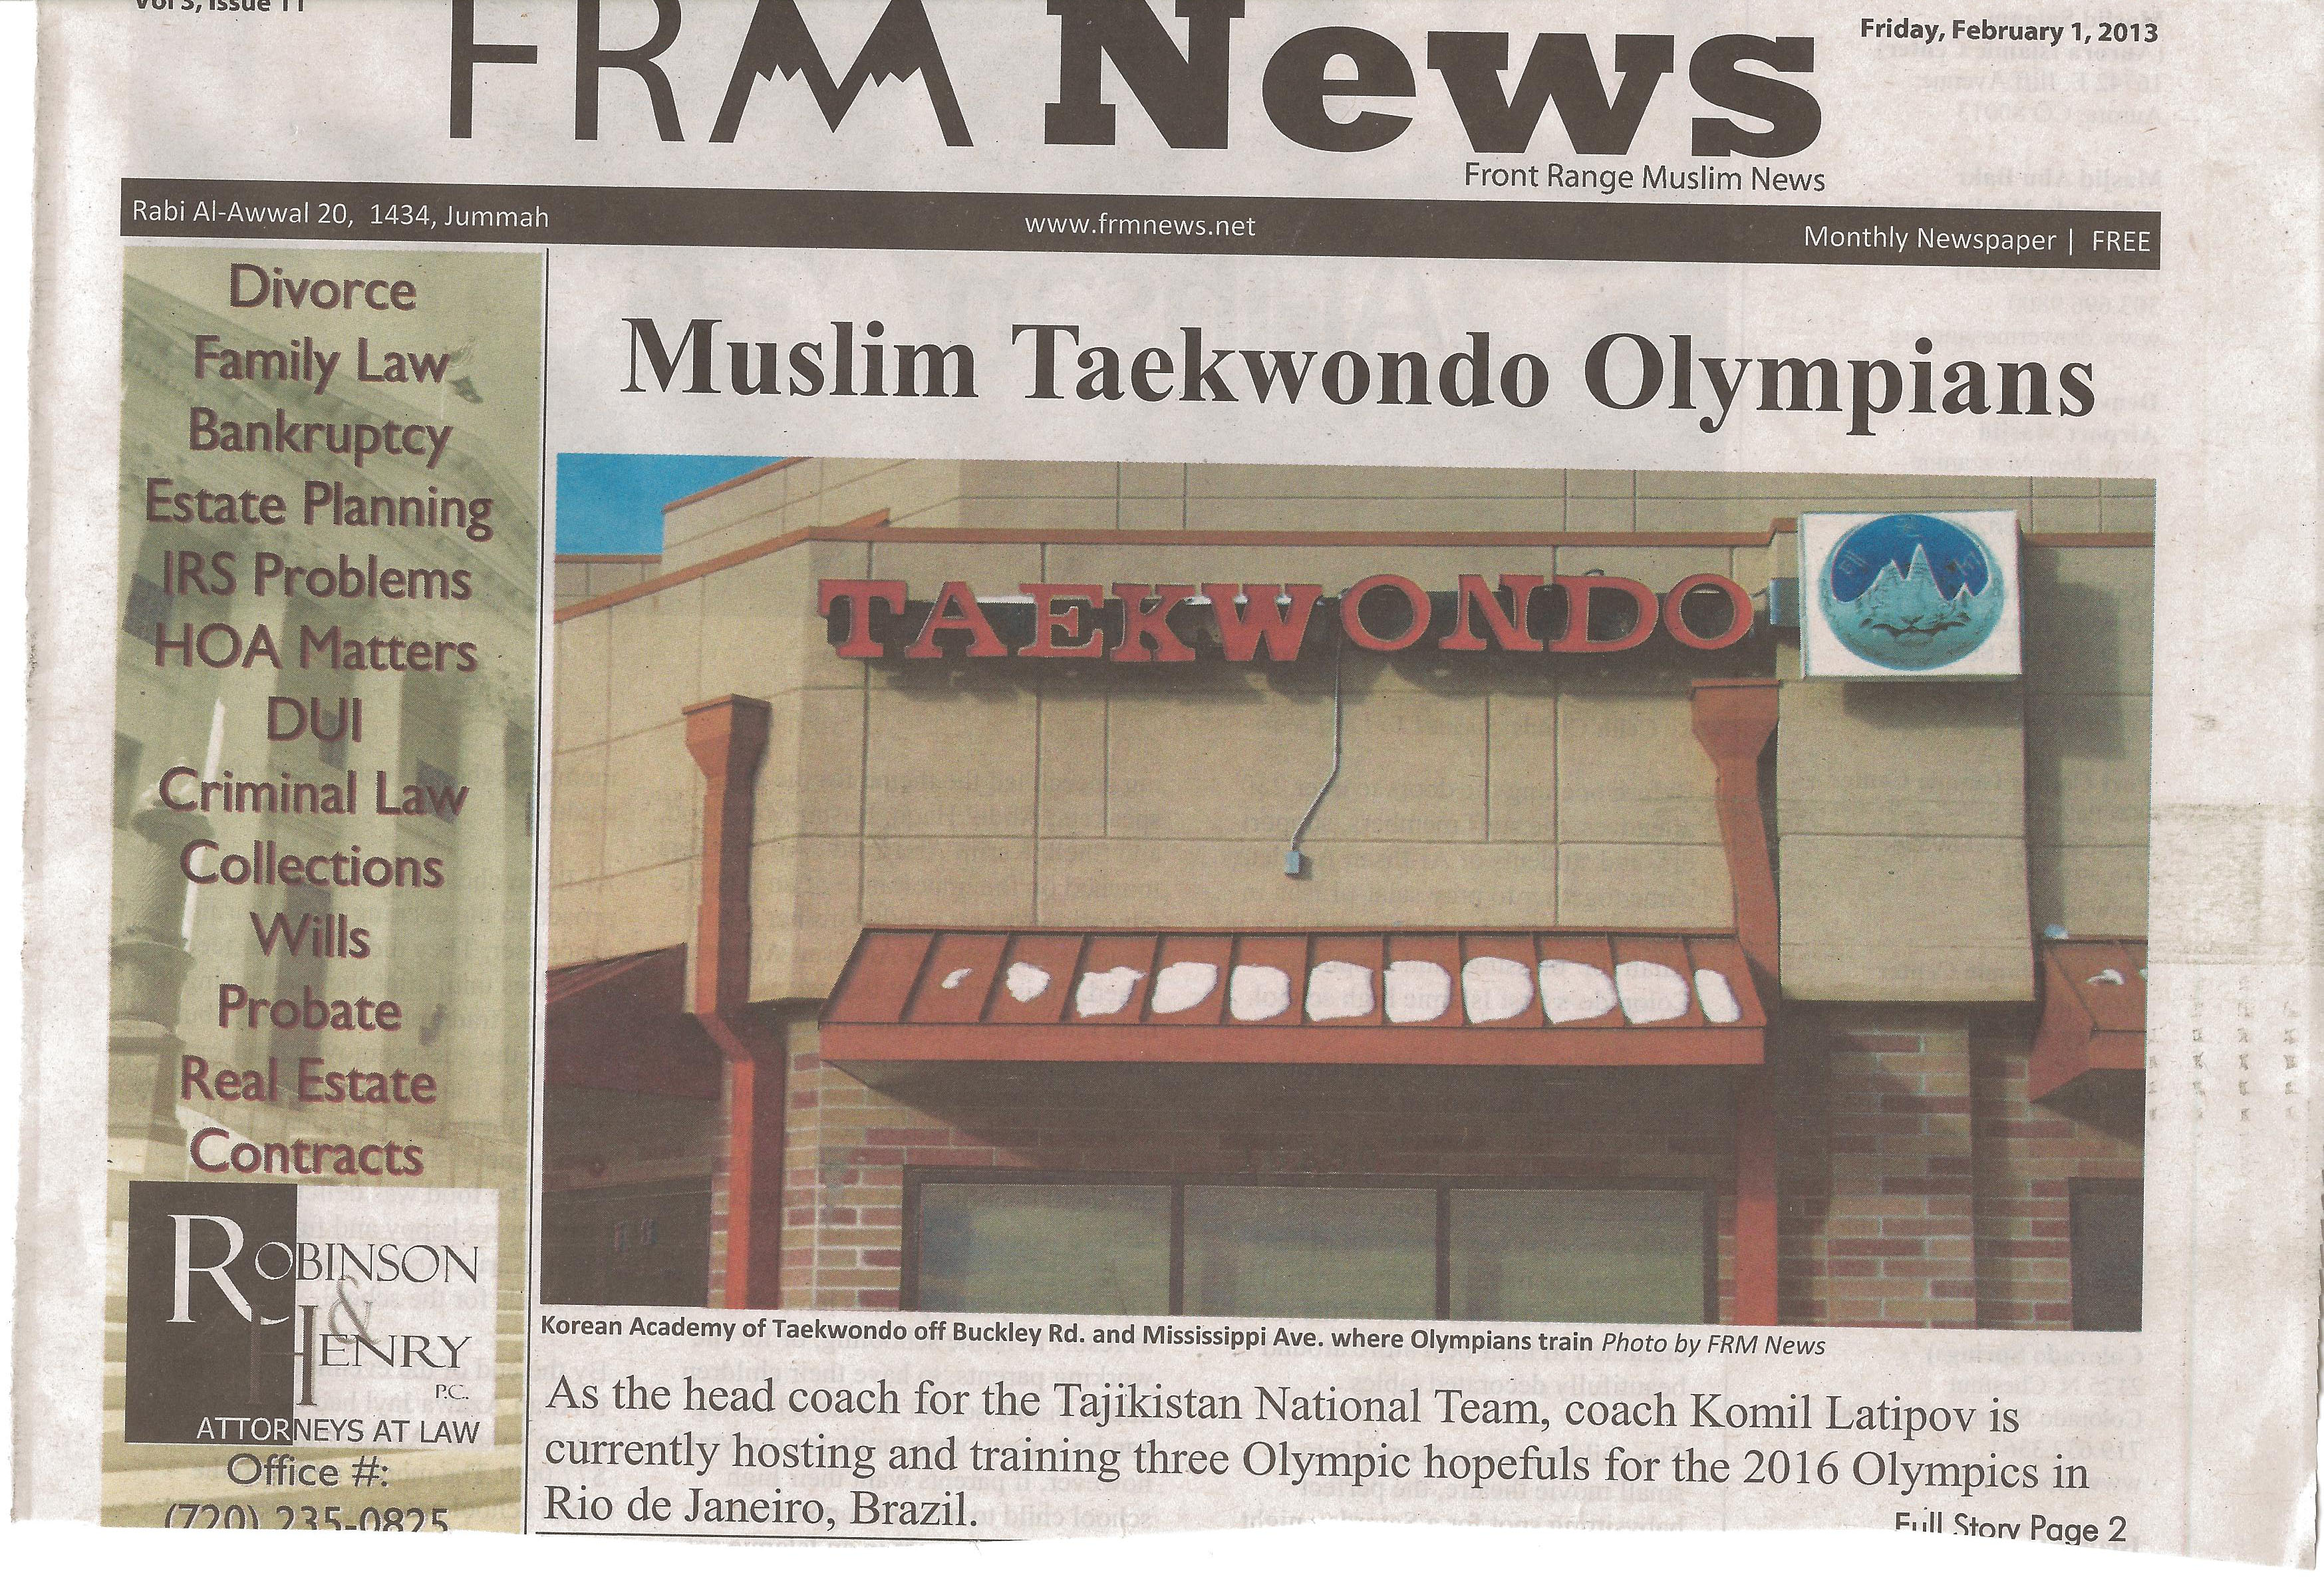 Vol 3, Issue 11
FRM News
Friday, February 1, 2013
Front Range Muslim News
Rabi Al-Awwal 20, 1434, Jummah
www.frmnews.net
Monthly Newspaper | FREE
Divorce
Family Law
Bankruptcy
Estate Planning
IRS Problems
HOA Matters
DUI
Criminal Law
Collections
Wills
Probate
Real Estate
Contracts
ROBINSON
&
HENRY
P.C.
ATTORNEYS AT LAW
Office #:
(720) 235-0825
Muslim Taekwondo Olympians
TAEKWONDO
Korean Academy of Taekwondo off Buckley Rd. and Mississippi Ave. where Olympians train Photo by FRM News
As the head coach for the Tajikistan National Team, coach Komil Latipov is
currently hosting and training three Olympic hopefuls for the 2016 Olympics in
Rio de Janeiro, Brazil.
Full Story Page 2